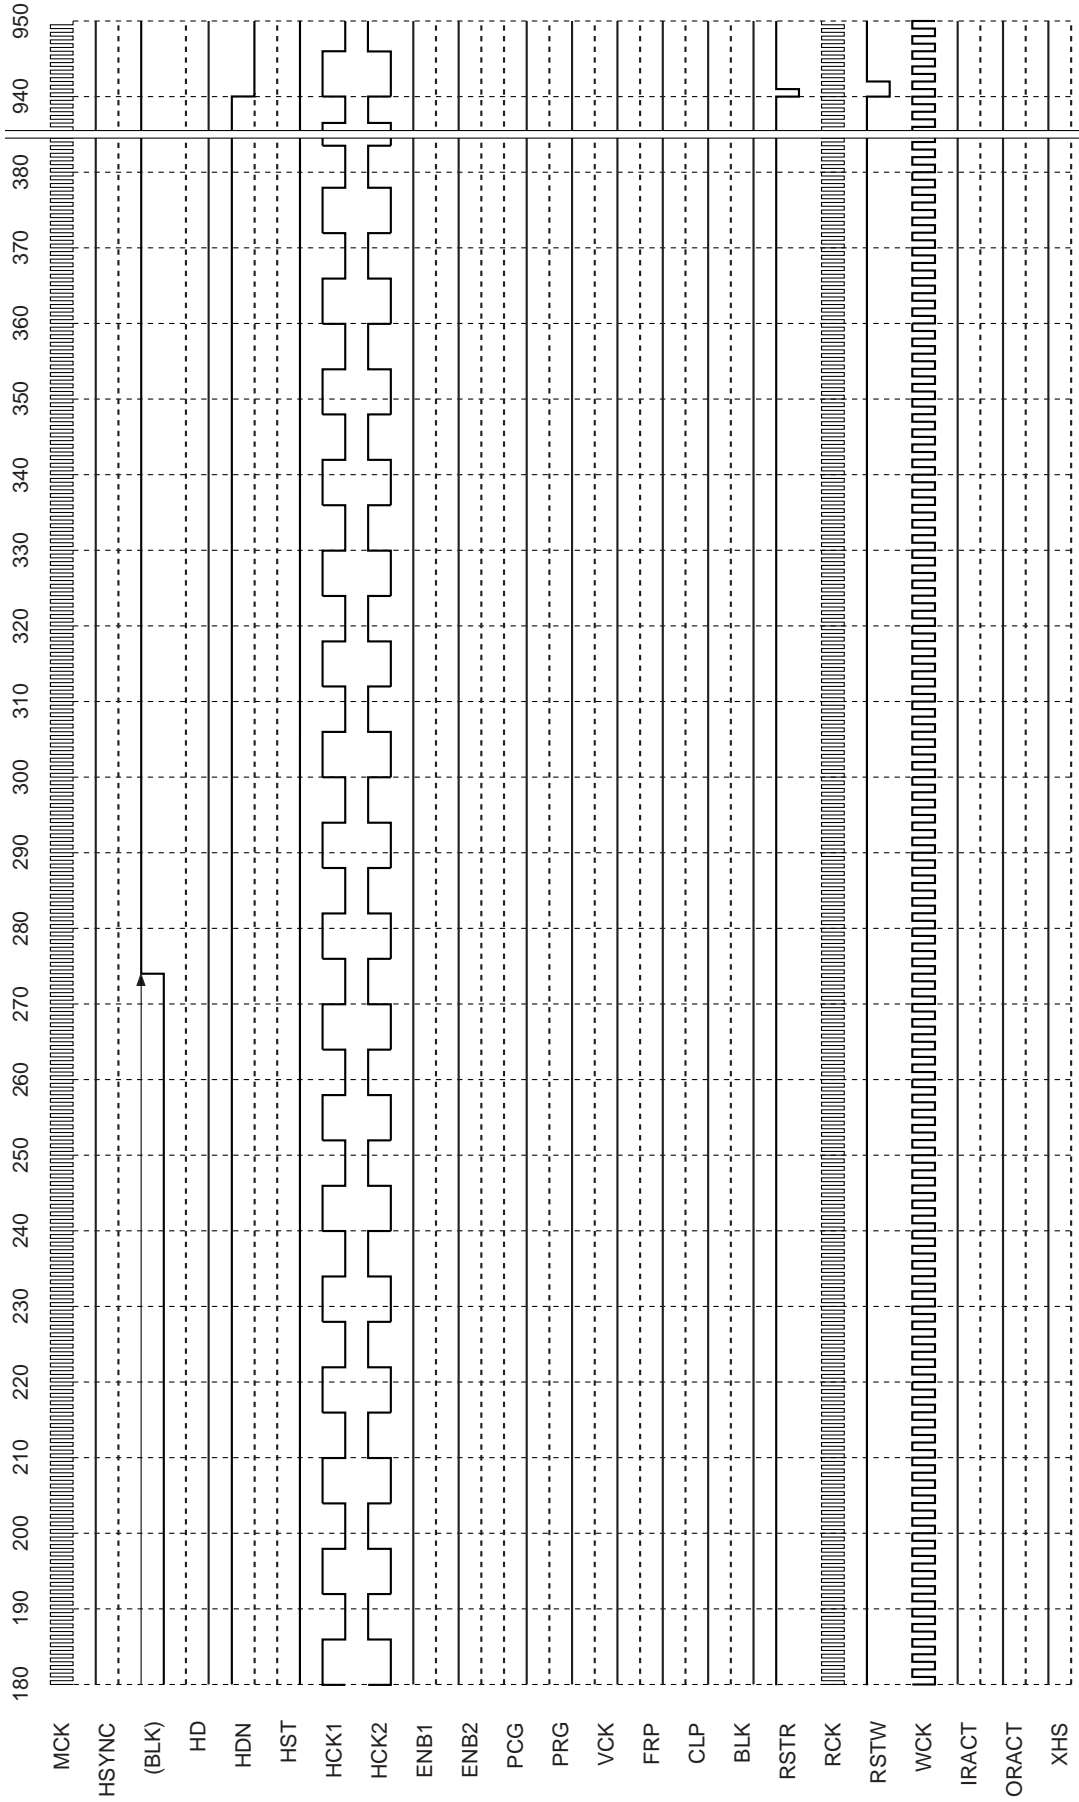 180 190 200 210 220 230 240 250 260 270 280 290 300 310 320 330 340 350 360 370 380 940 950
MCK
HSYNC
(BLK)
HD
HDN
HST
HCK1
HCK2
ENB1
ENB2
PCG
PRG
VCK
FRP
CLP
BLK
RSTR
RCK
RSTW
WCK
IRACT
ORACT
XHS